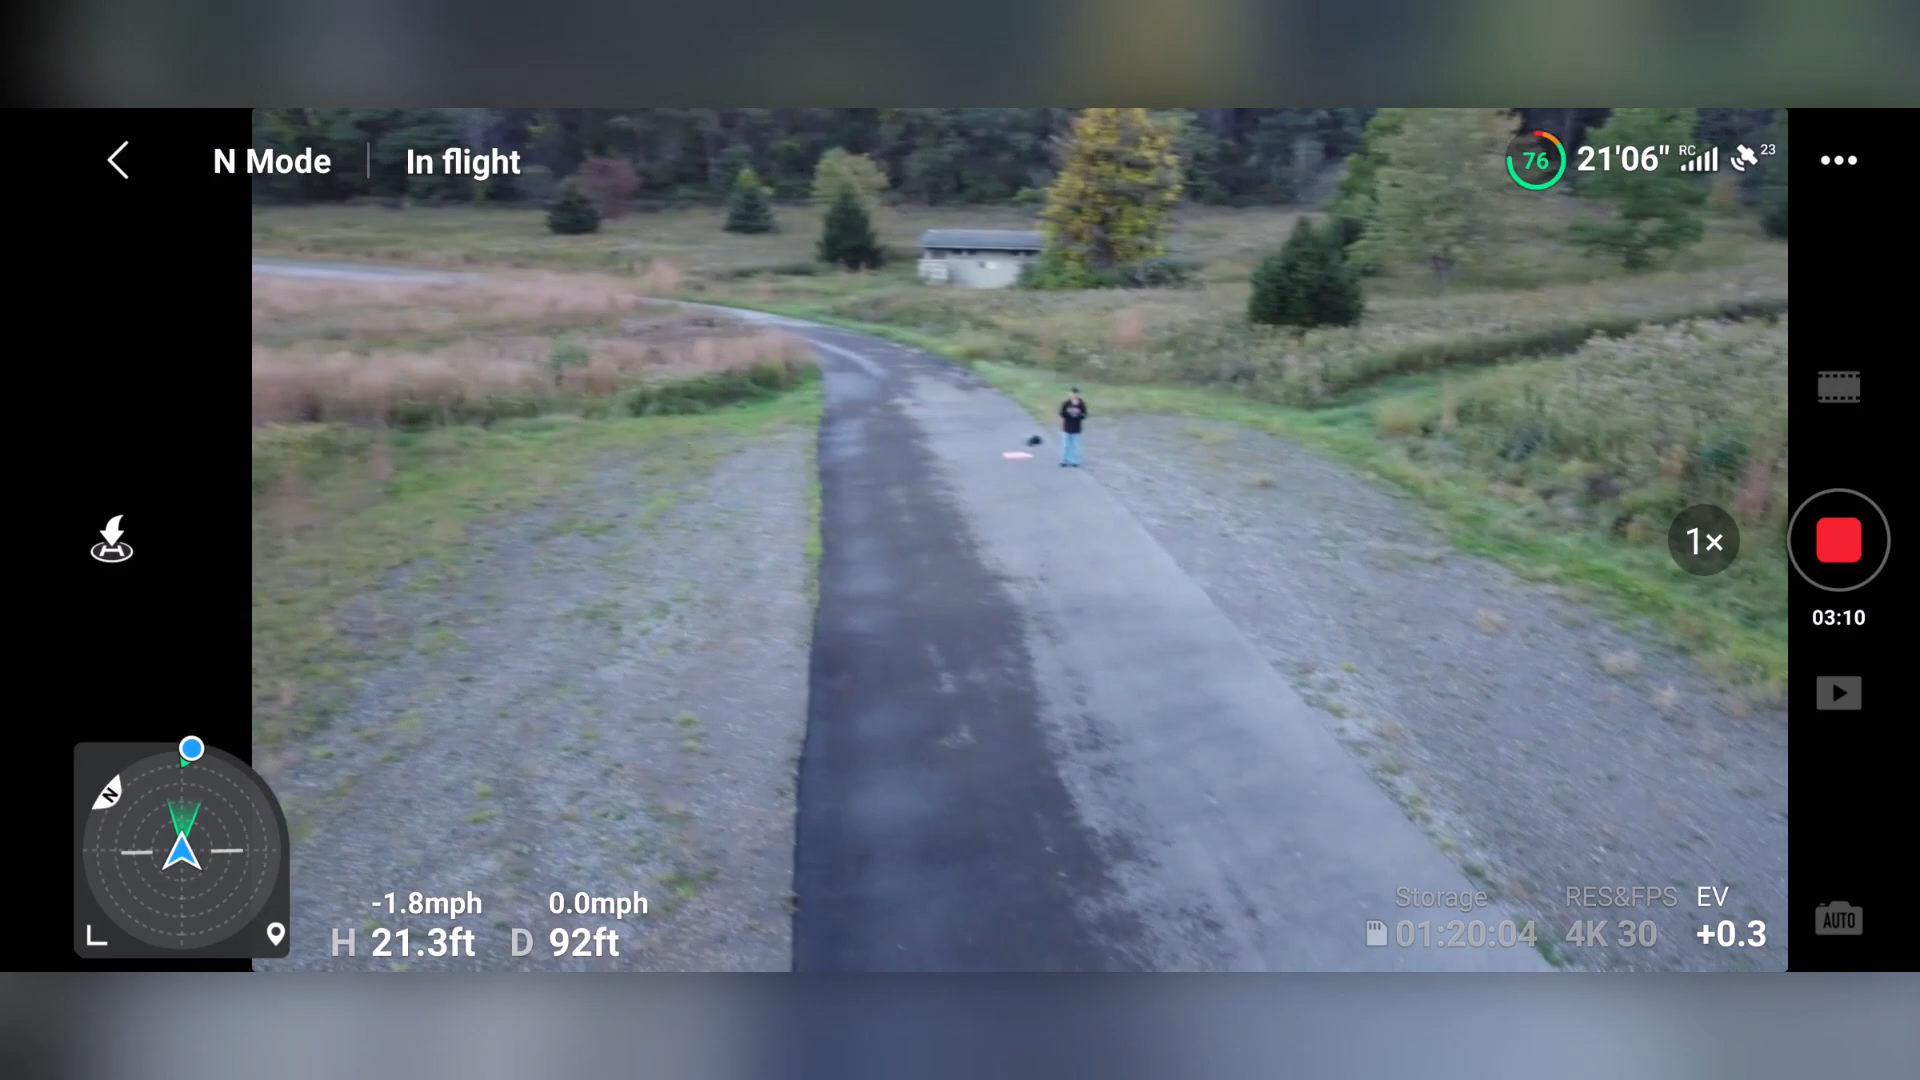 N Mode | In flight
76 21'06" RC 23
1×
03:10
N
-1.8mph 0.0mph
H 21.3ft D 92ft
Storage RES&FPS EV
01:20:04 4K 30 +0.3
AUTO